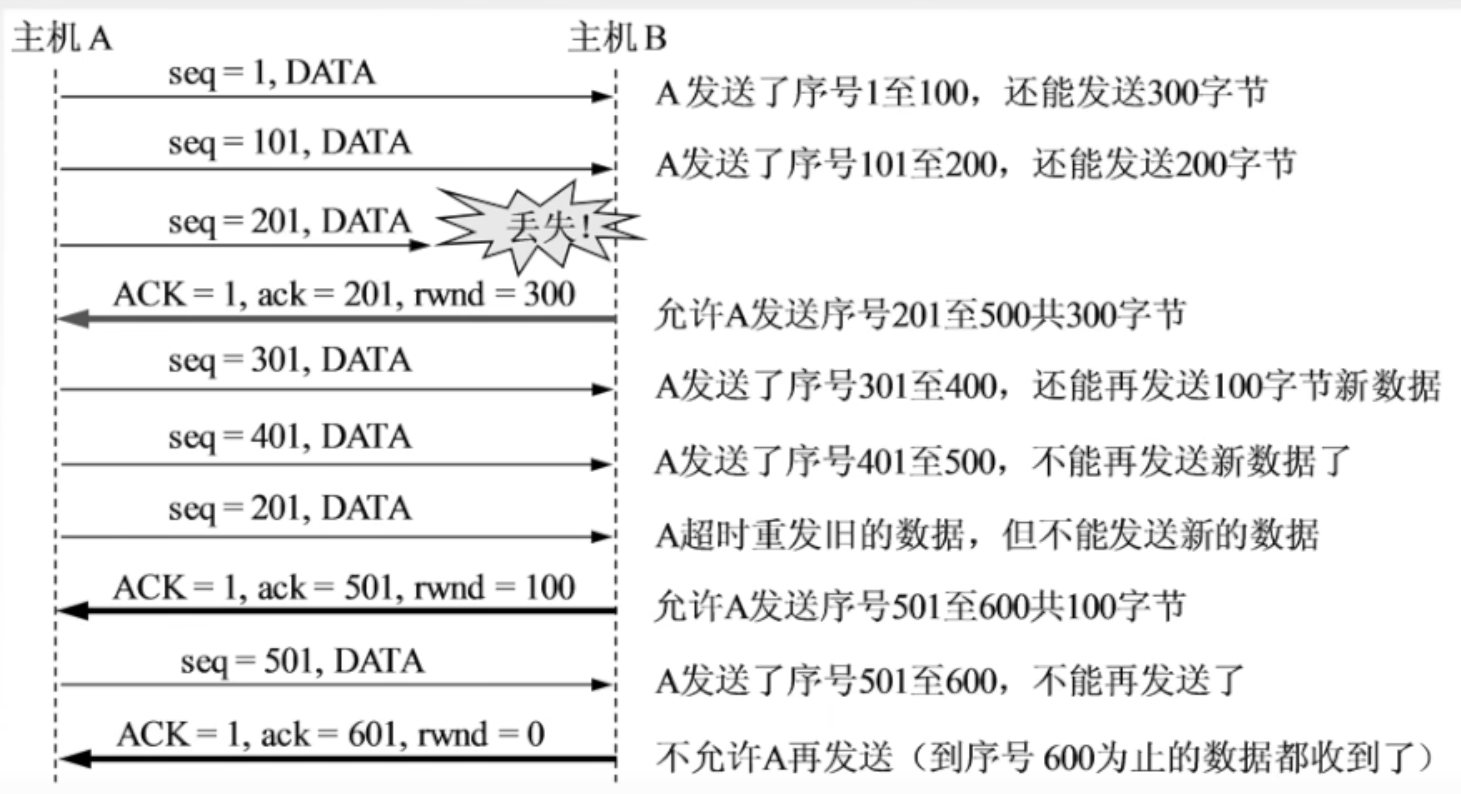 主机 A
主机 B
seq = 1, DATA
A 发送了序号1至100，还能发送300字节
seq = 101, DATA
A发送了序号101至200，还能发送200字节
seq = 201, DATA
丢失!
ACK = 1, ack = 201, rwnd = 300
允许A发送序号201至500共300字节
seq = 301, DATA
A发送了序号301至400，还能再发送100字节新数据
seq = 401, DATA
A发送了序号401至500，不能再发送新数据了
seq = 201, DATA
A超时重发旧的数据，但不能发送新的数据
ACK = 1, ack = 501, rwnd = 100
允许A发送序号501至600共100字节
seq = 501, DATA
A发送了序号501至600，不能再发送了
ACK = 1, ack = 601, rwnd = 0
不允许A再发送（到序号 600为止的数据都收到了）